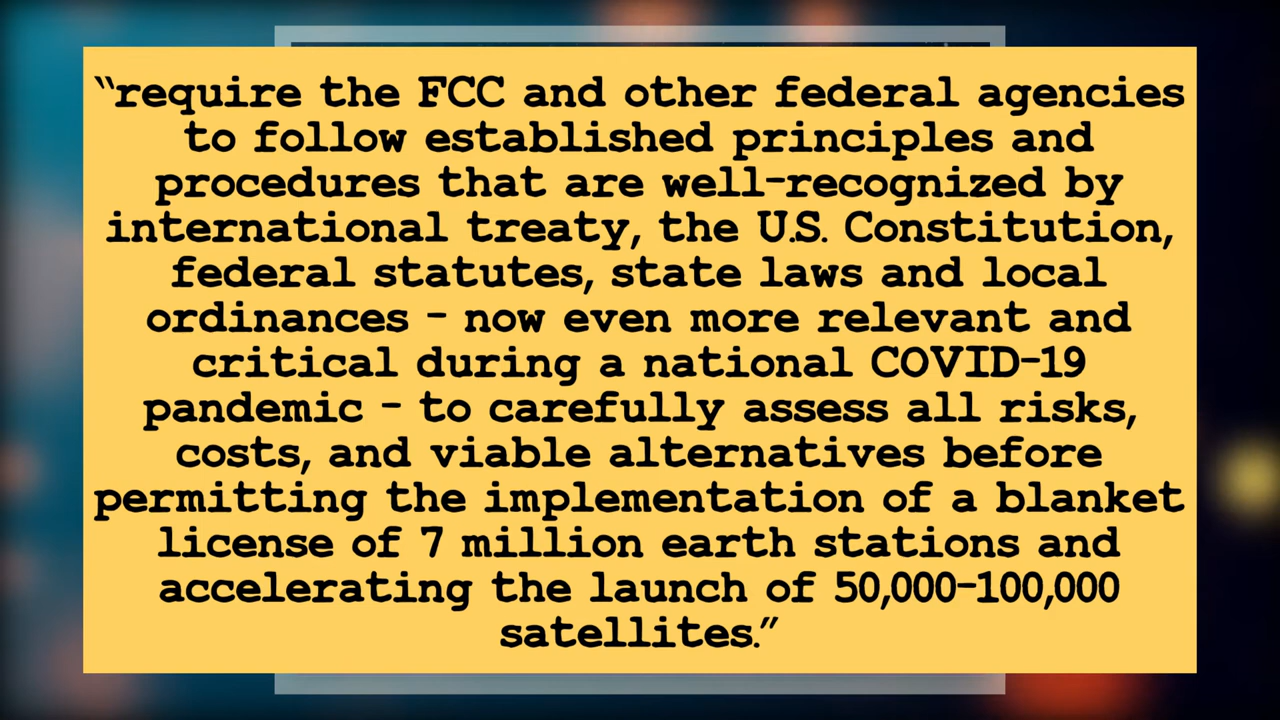 “require the FCC and other federal agencies
to follow established principles and
procedures that are well-recognized by
international treaty, the U.S. Constitution,
federal statutes, state laws and local
ordinances - now even more relevant and
critical during a national COVID-19
pandemic - to carefully assess all risks,
costs, and viable alternatives before
permitting the implementation of a blanket
license of 7 million earth stations and
accelerating the launch of 50,000-100,000
satellites.”